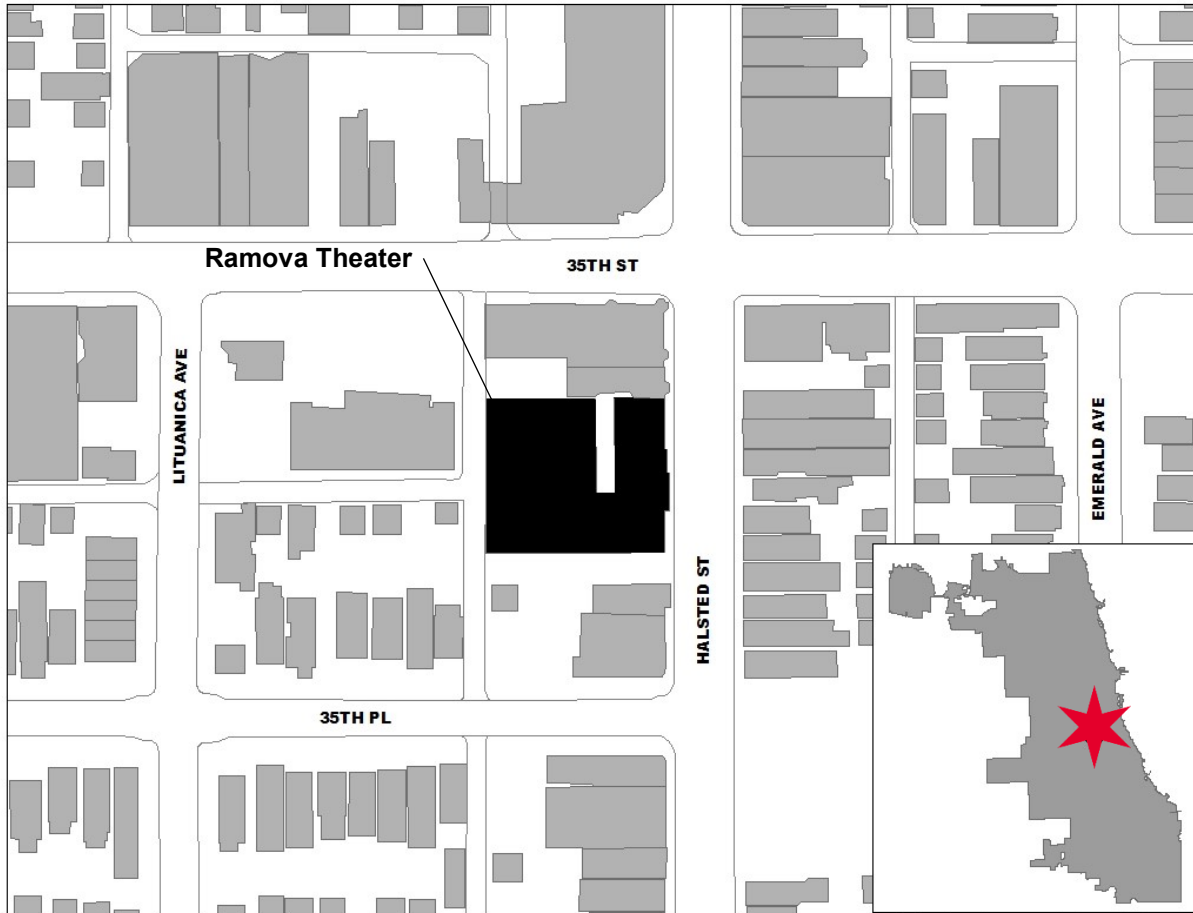 Ramova Theater
35TH ST
LITUANICA AVE
EMERALD AVE
HALSTED ST
35TH PL